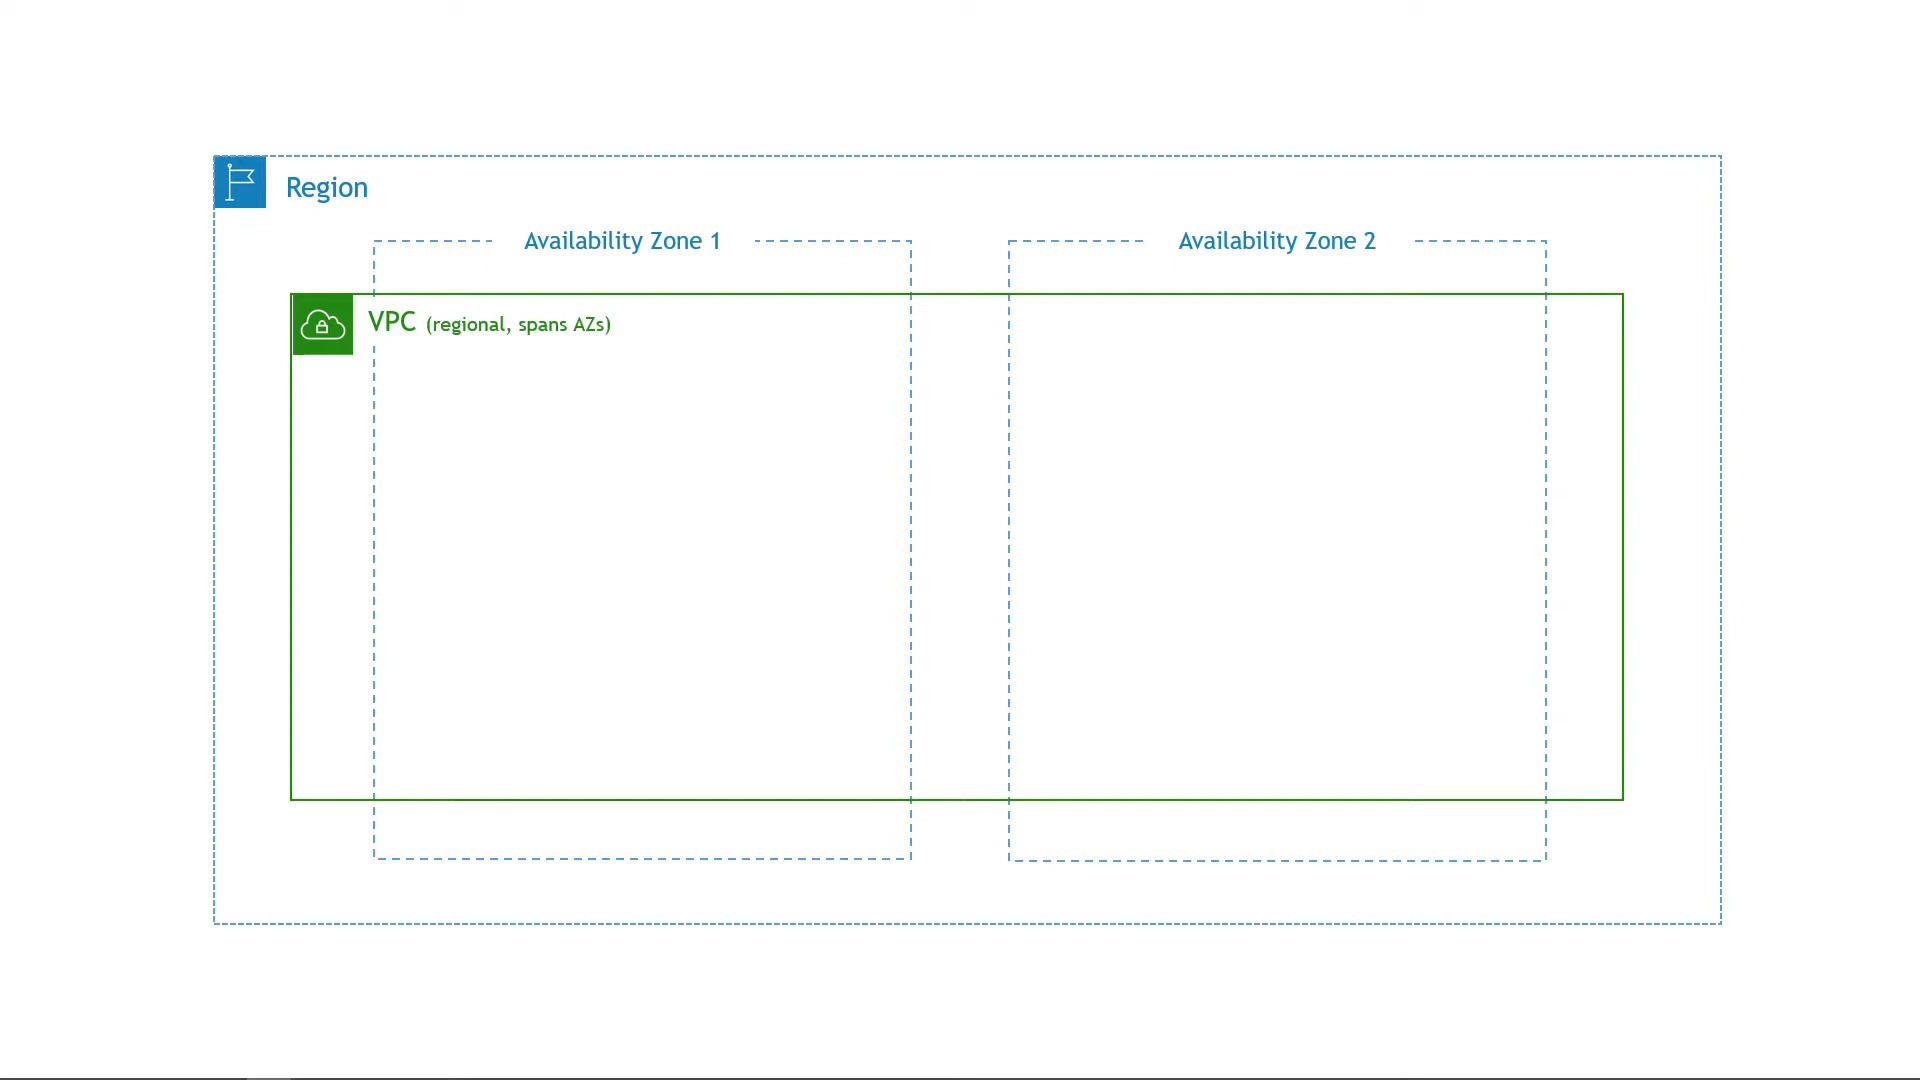 Region
Availability Zone 1
Availability Zone 2
VPC (regional, spans AZs)